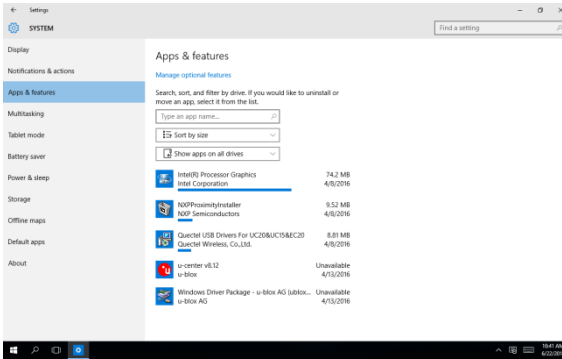 Settings
SYSTEM
Find a setting
Display
Notifications & actions
Apps & features
Multitasking
Tablet mode
Battery saver
Power & sleep
Storage
Offline maps
Default apps
About
Apps & features
Manage optional features
Search, sort, and filter by drive. If you would like to uninstall or
move an app, select it from the list.
Type an app name...
Sort by size
Show apps on all drives
Intel(R) Processor Graphics 74.2 MB
Intel Corporation 4/8/2016
NXPProximityInstaller 9.52 MB
NXP Semiconductors 4/8/2016
Quectel USB Drivers For UC20&UC15&EC20 8.81 MB
Quectel Wireless, Co.,Ltd. 4/8/2016
u-center v8.12 Unavailable
u-blox 4/13/2016
Windows Driver Package - u-blox AG (ublox... Unavailable
u-blox AG 4/13/2016
10:41 AM